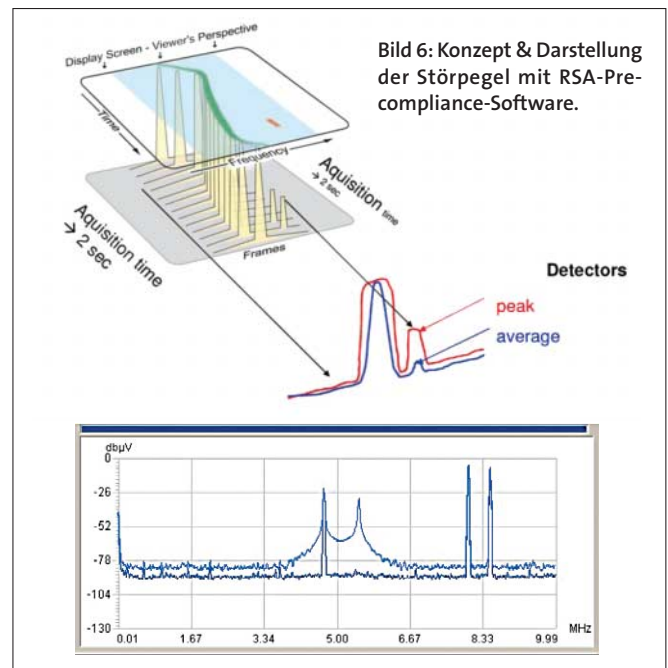 Bild 6: Konzept & Darstellung
der Störpegel mit RSA-Pre-
compliance-Software.
Display Screen - Viewer's Perspective
Time
Frequency
Aquisition time
→ 2 sec
Aquisition time
→ 2 sec
Frames
Detectors
peak
average
dbµV
0
-26
-52
-78
-104
-130
0.01 1.67 3.34 5.00 6.67 8.33 9.99 MHz